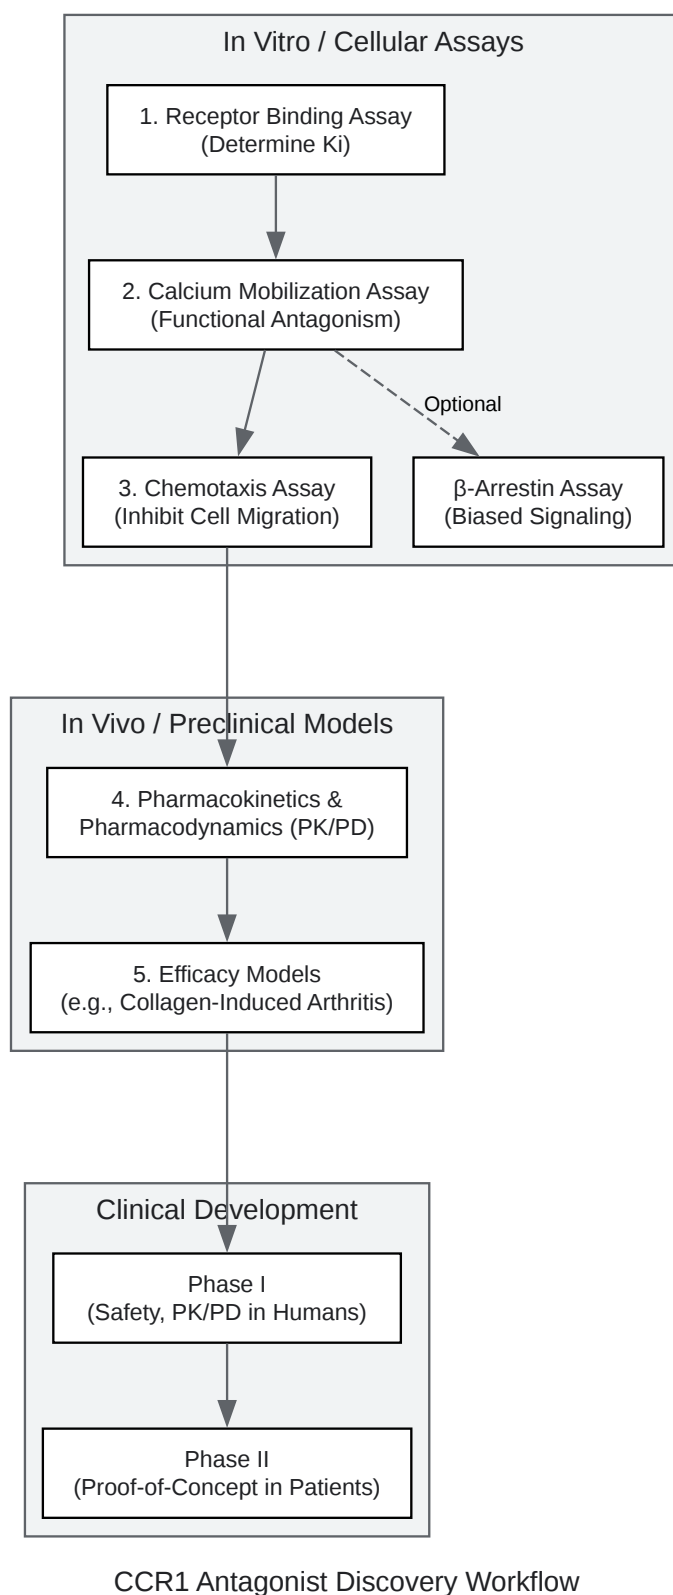 In Vitro / Cellular Assays
1. Receptor Binding Assay
(Determine Ki)
2. Calcium Mobilization Assay
(Functional Antagonism)
Optional
3. Chemotaxis Assay
(Inhibit Cell Migration)
β-Arrestin Assay
(Biased Signaling)
In Vivo / Preclinical Models
4. Pharmacokinetics &
Pharmacodynamics (PK/PD)
5. Efficacy Models
(e.g., Collagen-Induced Arthritis)
Clinical Development
Phase I
(Safety, PK/PD in Humans)
Phase II
(Proof-of-Concept in Patients)
CCR1 Antagonist Discovery Workflow